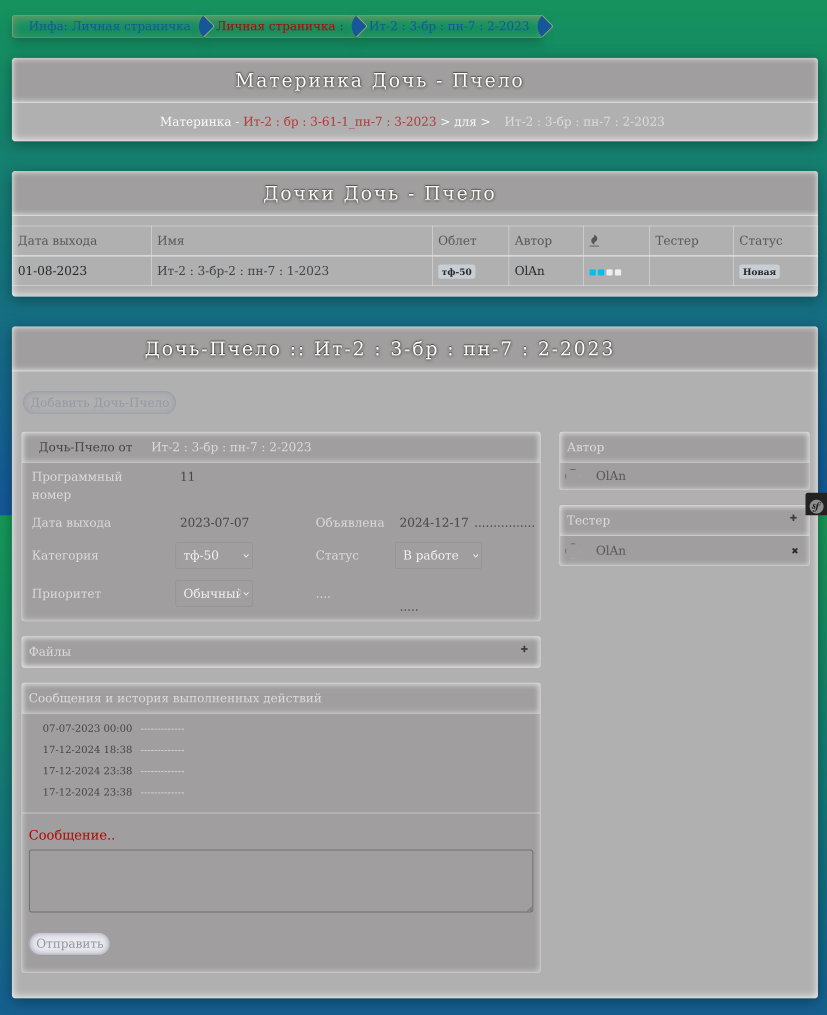 Инфа: Личная страничка Личная страничка : Ит-2 : 3-бр : пн-7 : 2-2023
Материнка Дочь - Пчело
Материнка - Ит-2 : бр : 3-61-1_пн-7 : 3-2023 > для > Ит-2 : 3-бр : пн-7 : 2-2023
Дочки Дочь - Пчело
Дата выхода Имя Облет Автор Тестер Статус
01-08-2023 Ит-2 : 3-бр-2 : пн-7 : 1-2023 тф-50 OlAn Новая
Дочь-Пчело :: Ит-2 : 3-бр : пн-7 : 2-2023
Добавить Дочь-Пчело
Дочь-Пчело от Ит-2 : 3-бр : пн-7 : 2-2023
Программный номер 11
Дата выхода 2023-07-07 Объявлена 2024-12-17 ................
Категория тф-50 Статус В работе
Приоритет Обычный ....
.....
Автор
OlAn
Тестер +
OlAn ×
Файлы +
Сообщения и история выполненных действий
07-07-2023 00:00 -------------
17-12-2024 18:38 -------------
17-12-2024 23:38 -------------
17-12-2024 23:38 -------------
Сообщение..
Отправить
sf